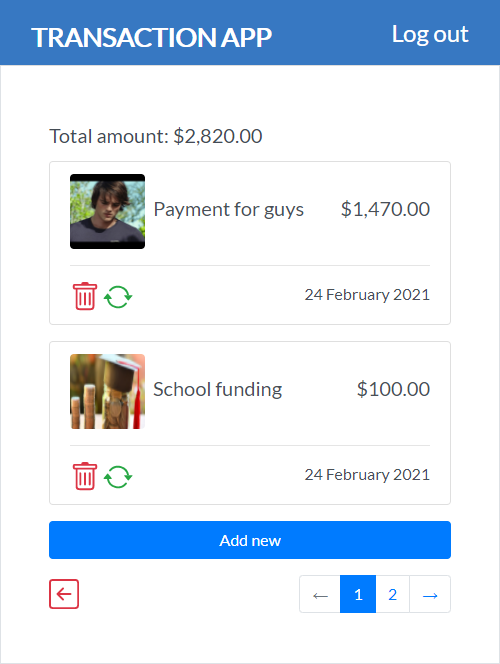 TRANSACTION APP
Log out
Total amount: $2,820.00
Payment for guys $1,470.00
24 February 2021
School funding $100.00
24 February 2021
Add new
← 1 2 →